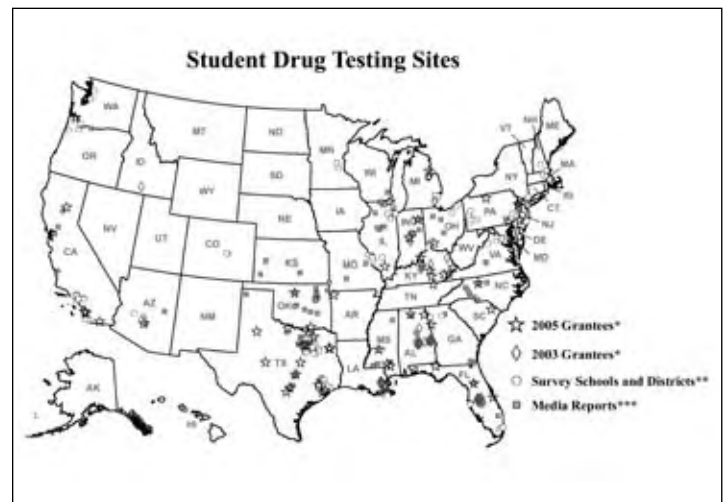 Student Drug Testing Sites
WA
MT
ND
MN
VT
NH
ME
OR
ID
SD
WI
MI
NY
MA
RI
CT
WY
IA
PA
NJ
NE
OH
NV
UT
IL
IN
DE
CO
WV
MD
CA
KS
MO
KY
VA
NC
AZ
NM
OK
AR
TN
SC
MS
AL
GA
TX
LA
FL
AK
HI
☆ 2005 Grantees*
◊ 2003 Grantees*
○ Survey Schools and Districts**
■ Media Reports***